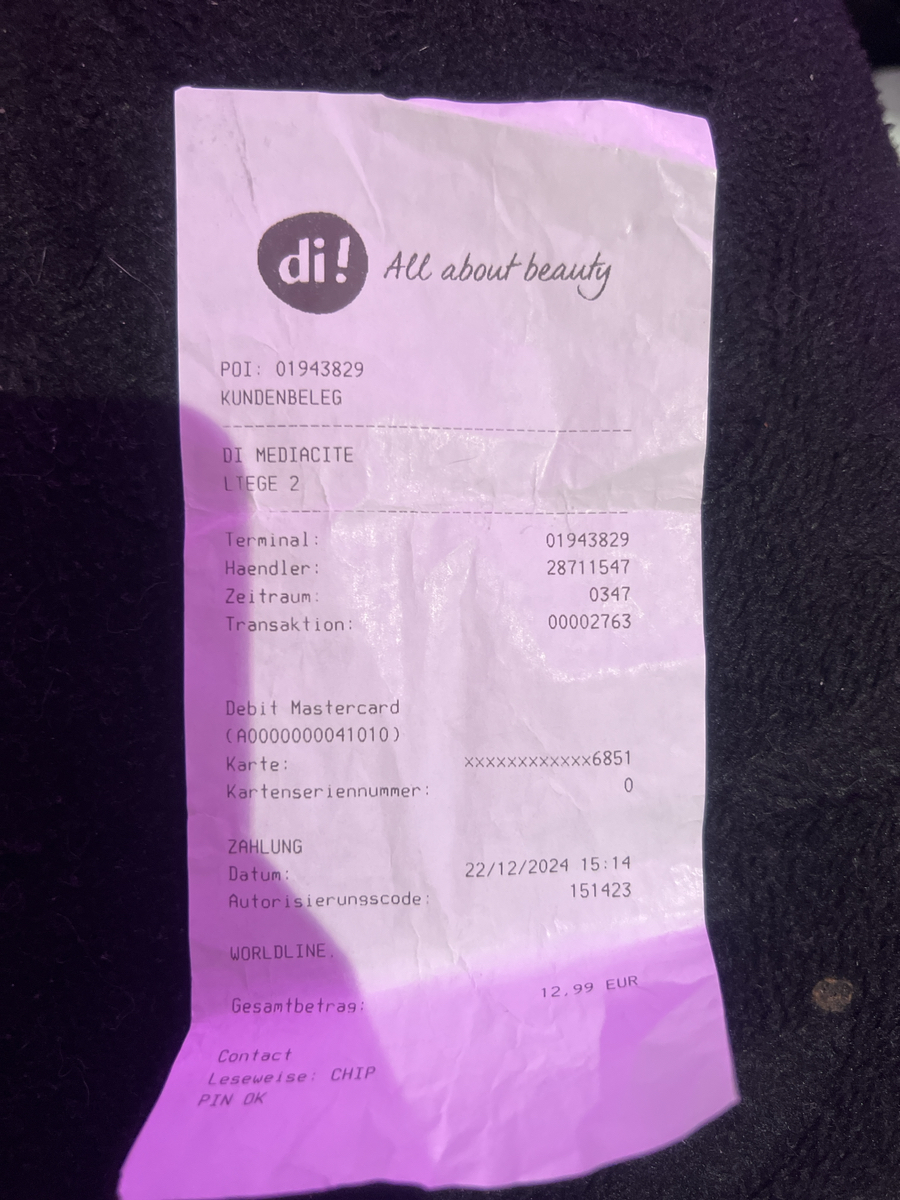 di! All about beauty
POI: 01943829
KUNDENBELEG
DI MEDIACITE
LIEGE 2
Terminal: 01943829
Haendler: 28711547
Zeitraum: 0347
Transaktion: 00002763
Debit Mastercard
(A0000000041010)
Karte: xxxxxxxxxxxx6851
Kartenseriennummer: 0
ZAHLUNG
Datum: 22/12/2024 15:14
Autorisierungscode: 151423
WORLDLINE.
Gesamtbetrag: 12,99 EUR
Contact
Leseweise: CHIP
PIN OK